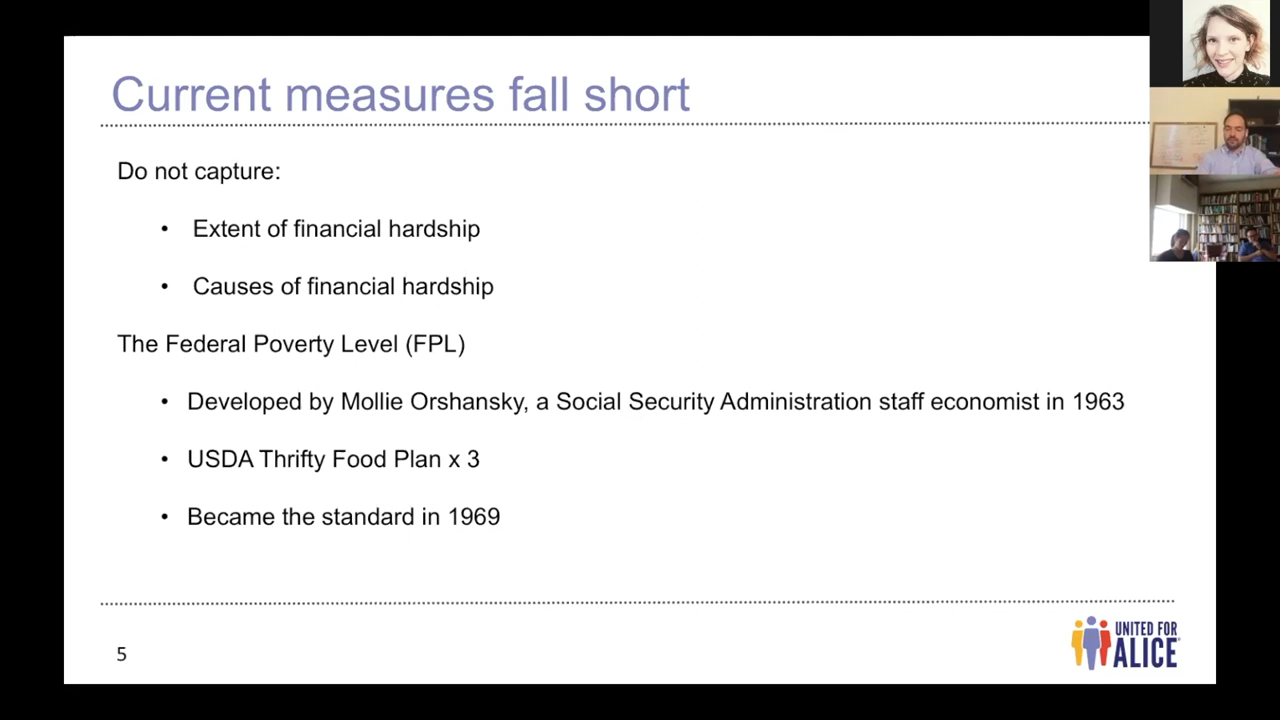 Current measures fall short
Do not capture:
• Extent of financial hardship
• Causes of financial hardship
The Federal Poverty Level (FPL)
• Developed by Mollie Orshansky, a Social Security Administration staff economist in 1963
• USDA Thrifty Food Plan x 3
• Became the standard in 1969
5
UNITED FOR
ALICE